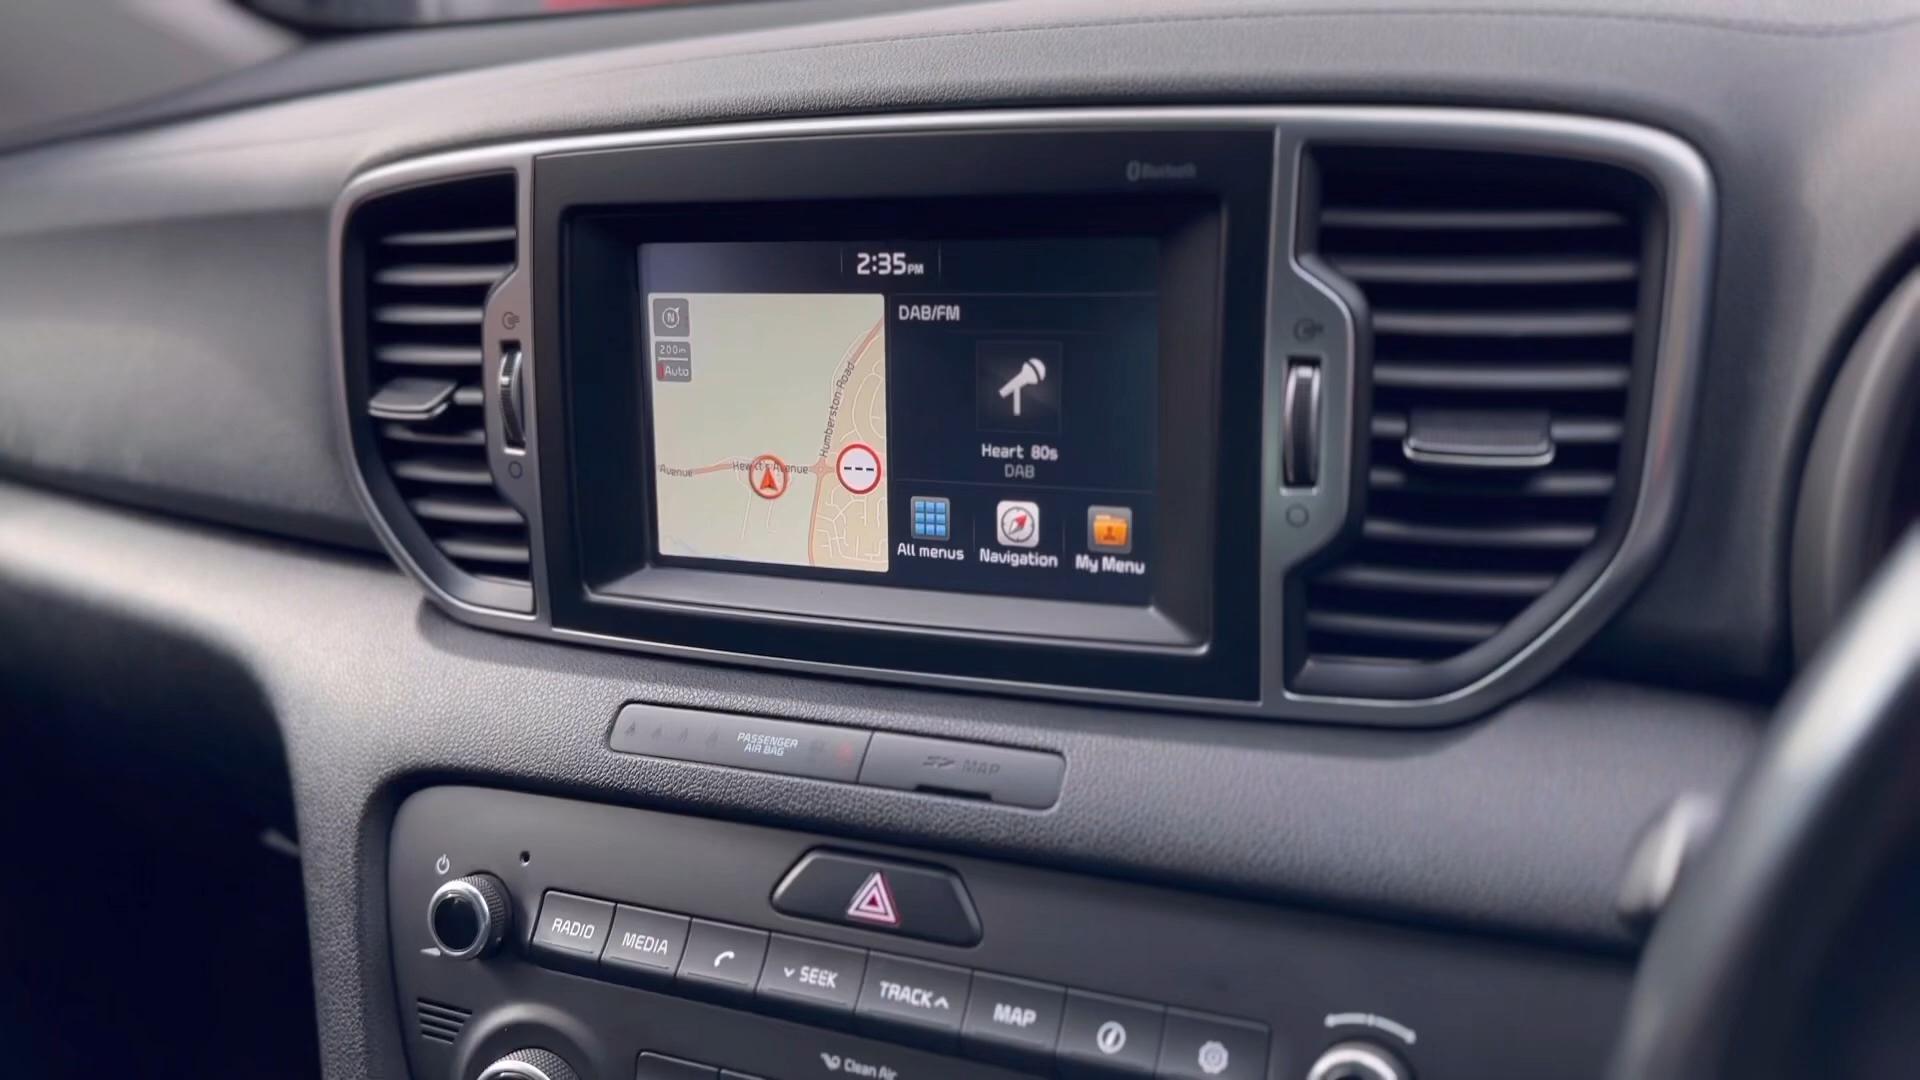 Bluetooth
2:35PM
N
200m
Auto
DAB/FM
Humberston Road
Avenue
Hewitt's Avenue
Heart 80s
DAB
All menus
Navigation
My Menu
PASSENGER
AIR BAG
MAP
RADIO
MEDIA
SEEK
TRACK
MAP
Clean Air